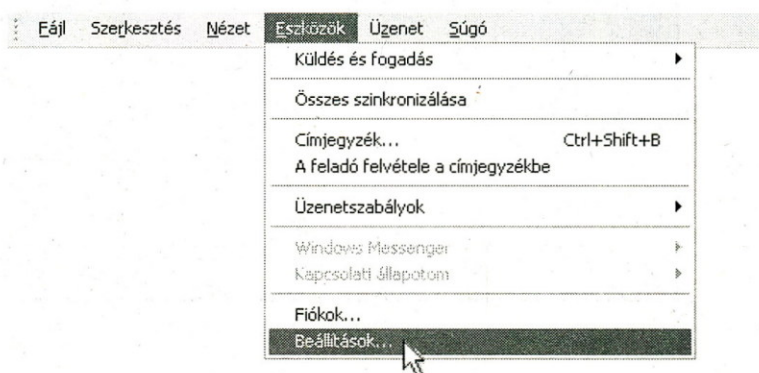 Fájl Szerkesztés Nézet Eszközök Üzenet Súgó
Küldés és fogadás
Összes szinkronizálása
Címjegyzék... Ctrl+Shift+B
A feladó felvétele a címjegyzékbe
Üzenetszabályok
Windows Messenger
Kapcsolati állapotom
Fiókok...
Beállítások...